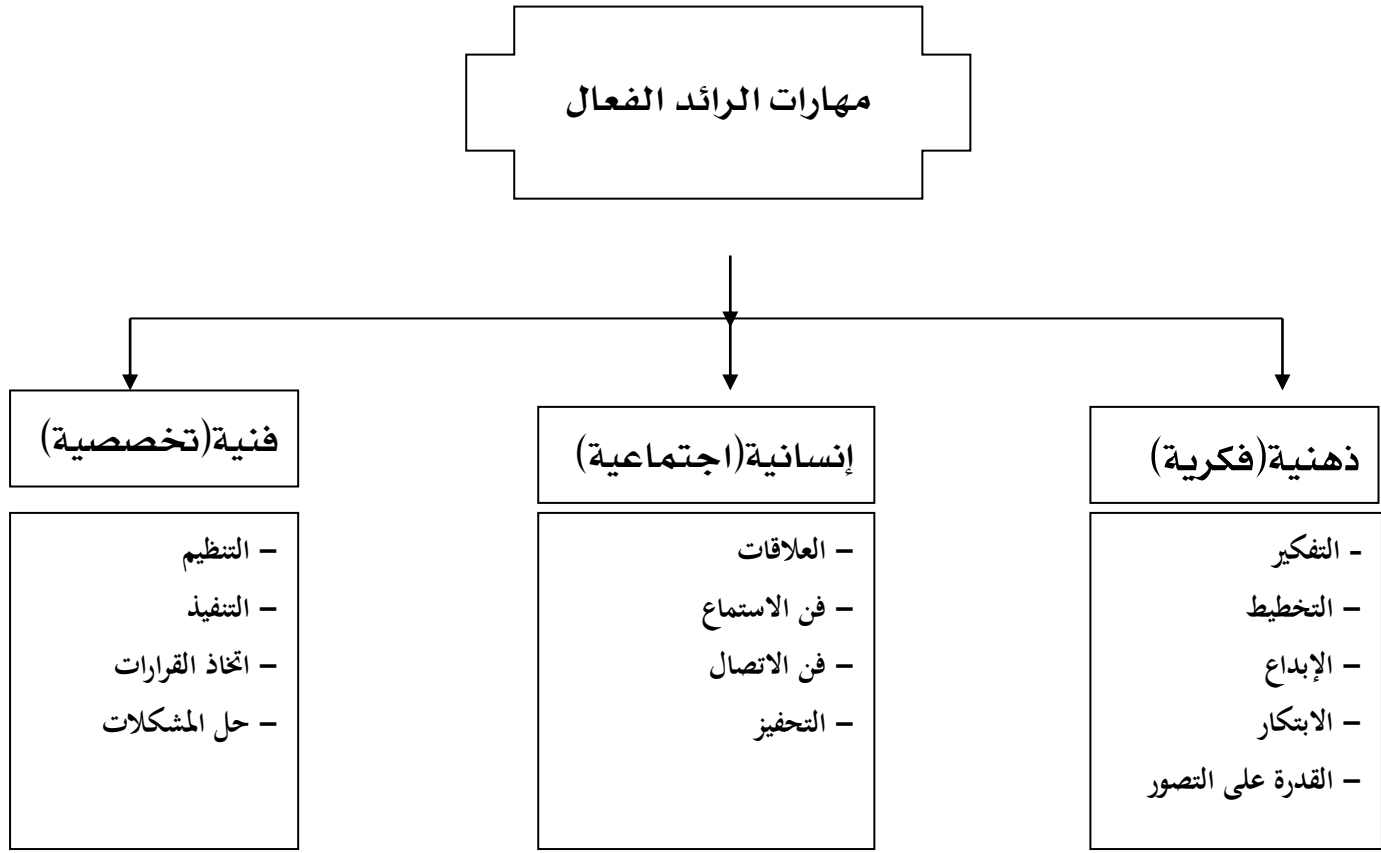 مهارات الرائد الفعال
ذهنية(فكرية)
- التفكير
– التخطيط
– الإبداع
– الابتكار
– القدرة على التصور
إنسانية(اجتماعية)
– العلاقات
– فن الاستماع
– فن الاتصال
– التحفيز
فنية(تخصصية)
– التنظيم
– التنفيذ
– اتخاذ القرارات
– حل المشكلات